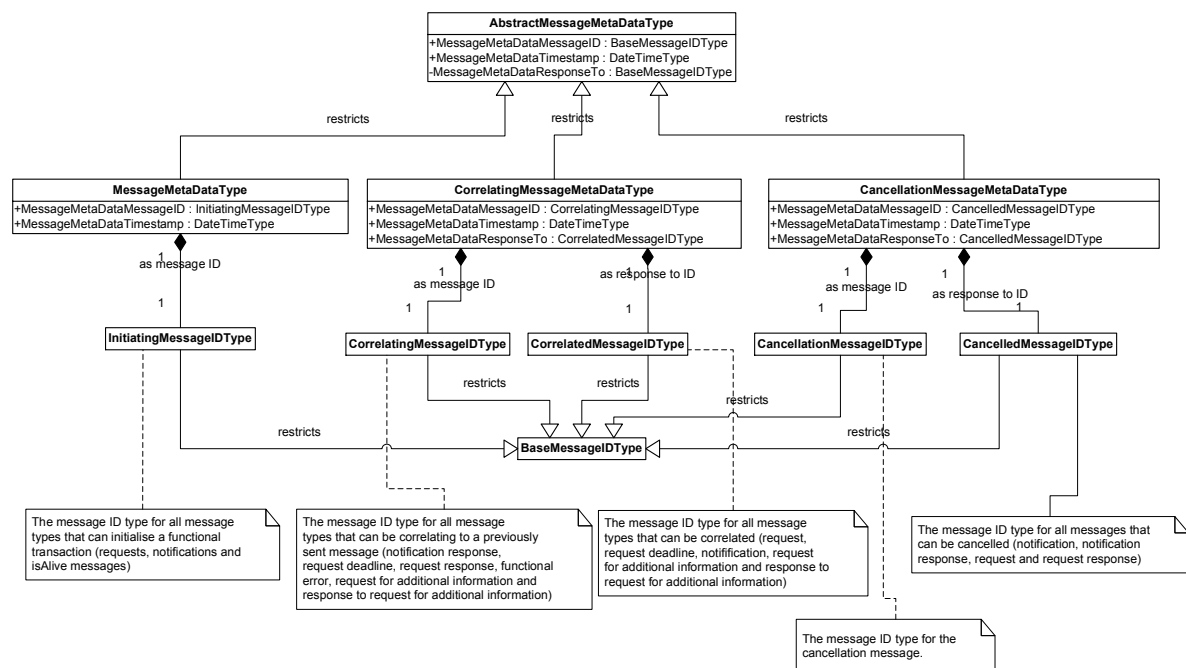 AbstractMessageMetaDataType
+MessageMetaDataMessageID : BaseMessageIDType
+MessageMetaDataTimestamp : DateTimeType
-MessageMetaDataResponseTo : BaseMessageIDType
restricts
restricts
restricts
MessageMetaDataType
+MessageMetaDataMessageID : InitiatingMessageIDType
+MessageMetaDataTimestamp : DateTimeType
CorrelatingMessageMetaDataType
+MessageMetaDataMessageID : CorrelatingMessageIDType
+MessageMetaDataTimestamp : DateTimeType
+MessageMetaDataResponseTo : CorrelatedMessageIDType
CancellationMessageMetaDataType
+MessageMetaDataMessageID : CancelledMessageIDType
+MessageMetaDataTimestamp : DateTimeType
+MessageMetaDataResponseTo : CancelledMessageIDType
1
as message ID
1
1
as message ID
1
1
as response to ID
1
1
as message ID
1
1
as response to ID
1
InitiatingMessageIDType
CorrelatingMessageIDType
CorrelatedMessageIDType
CancellationMessageIDType
CancelledMessageIDType
restricts
restricts
restricts
restricts
restricts
BaseMessageIDType
The message ID type for all message
types that can initialise a functional
transaction (requests, notifications and
isAlive messages)
The message ID type for all message
types that can be correlating to a previously
sent message (notification response,
request deadline, request response, functional
error, request for additional information and
response to request for additional information)
The message ID type for all message
types that can be correlated (request,
request deadline, notification, request
for additional information and response to
request for additional information)
The message ID type for all messages that
can be cancelled (notification, notification
response, request and request response)
The message ID type for the
cancellation message.